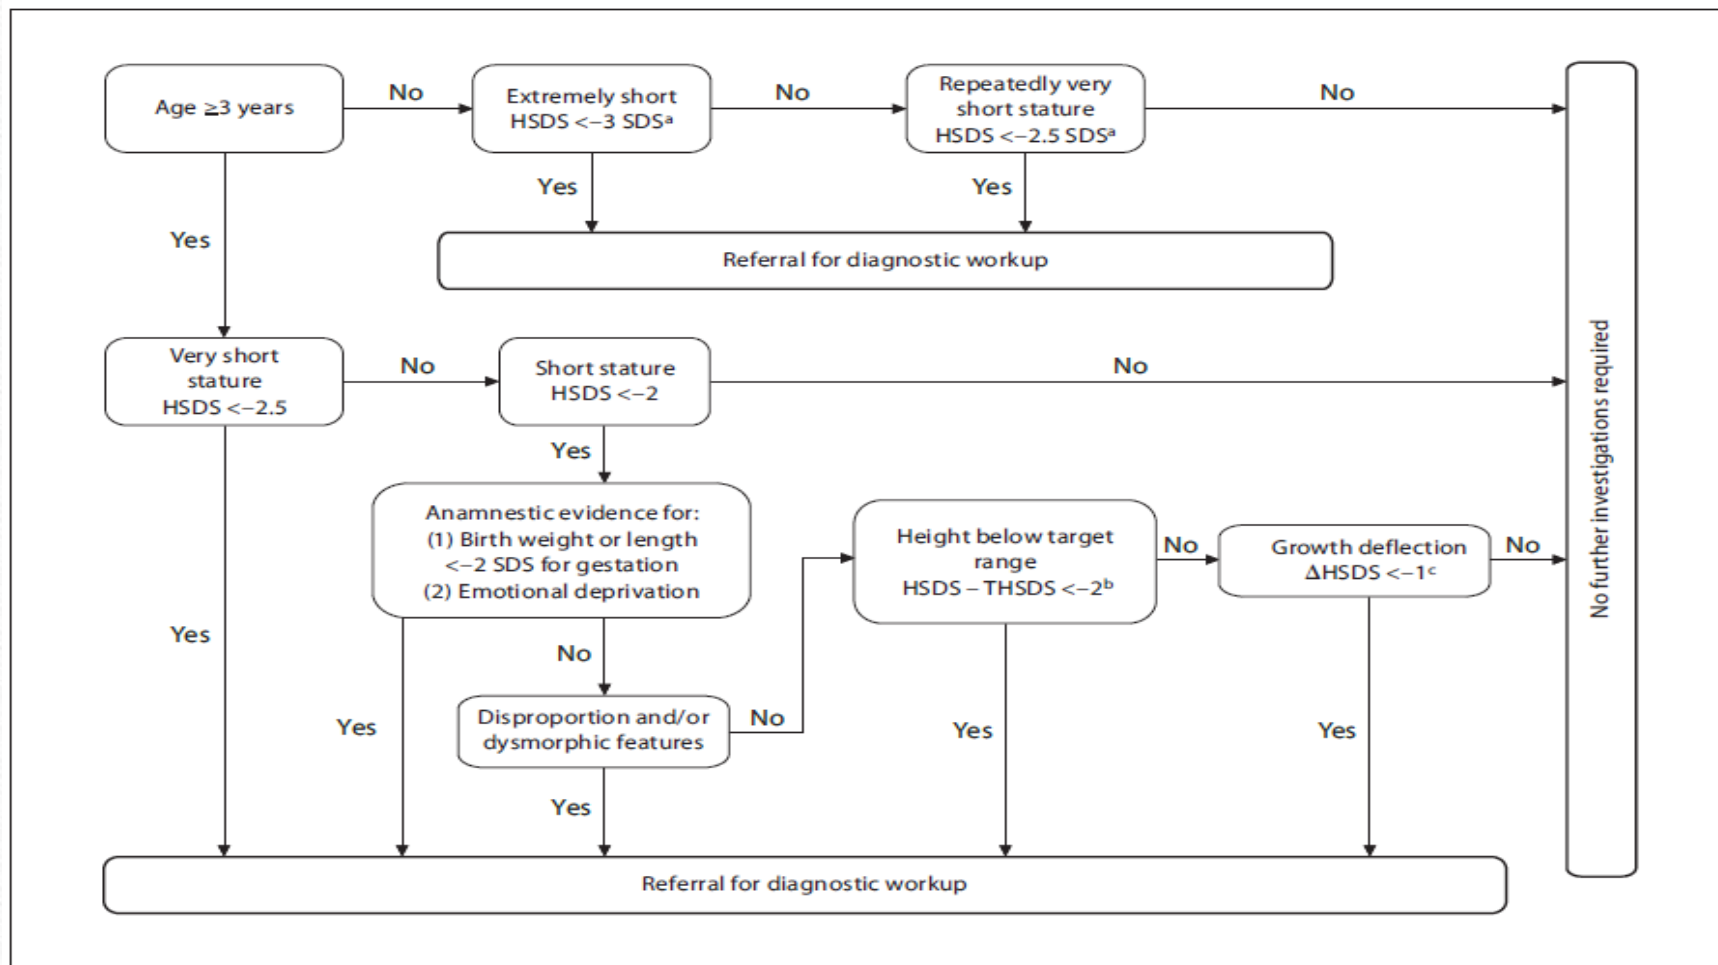 Age ≥3 years
No
Extremely short
HSDS <–3 SDSᵃ
No
Repeatedly very
short stature
HSDS <–2.5 SDSᵃ
No
Yes
Yes
Yes
Referral for diagnostic workup
Very short
stature
HSDS <–2.5
No
Short stature
HSDS <–2
No
Yes
Anamnestic evidence for:
(1) Birth weight or length
<–2 SDS for gestation
(2) Emotional deprivation
Height below target
range
HSDS – THSDS <–2ᵇ
No
Growth deflection
ΔHSDS <–1ᶜ
No
Yes
No
Yes
Disproportion and/or
dysmorphic features
No
Yes
Yes
Yes
Referral for diagnostic workup
No further investigations required